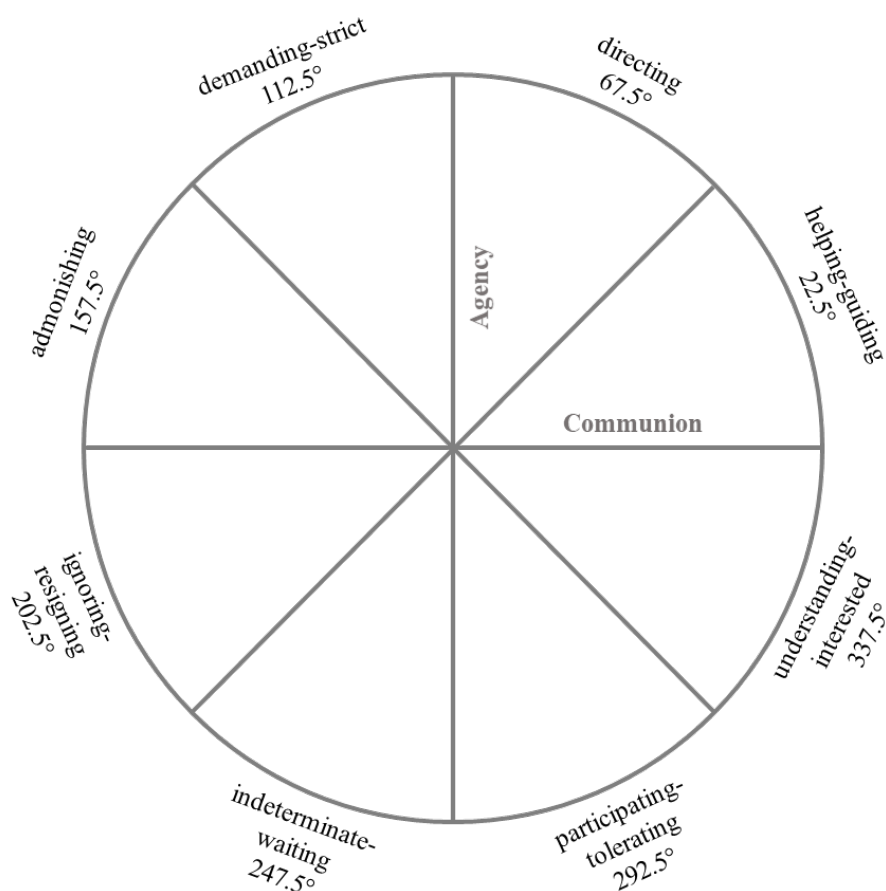 demanding-strict
112.5°
directing
67.5°
helping-guiding
22.5°
admonishing
157.5°
Agency
Communion
ignoring-
resigning
202.5°
understanding-
interested
337.5°
indeterminate-
waiting
247.5°
participating-
tolerating
292.5°